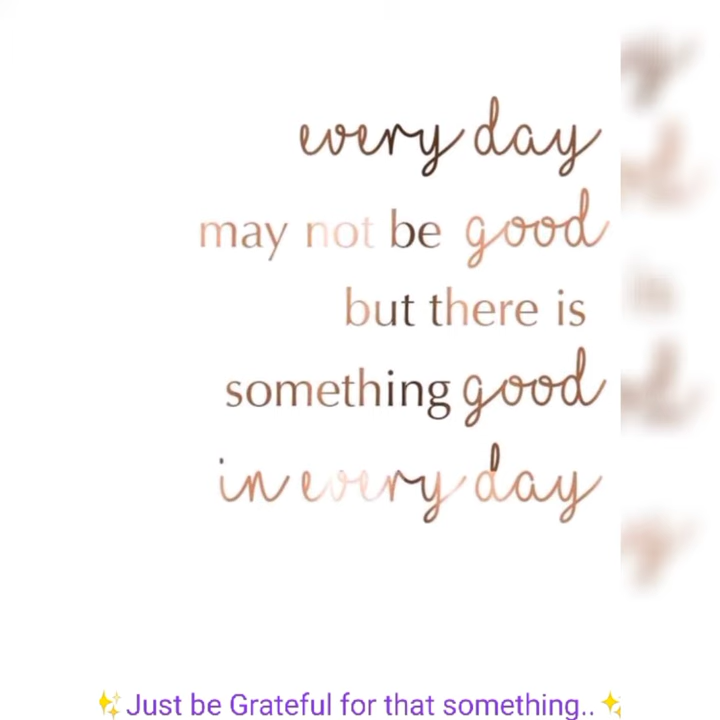 every day
may not be good
but there is
something good
in every day
✨Just be Grateful for that something..✨